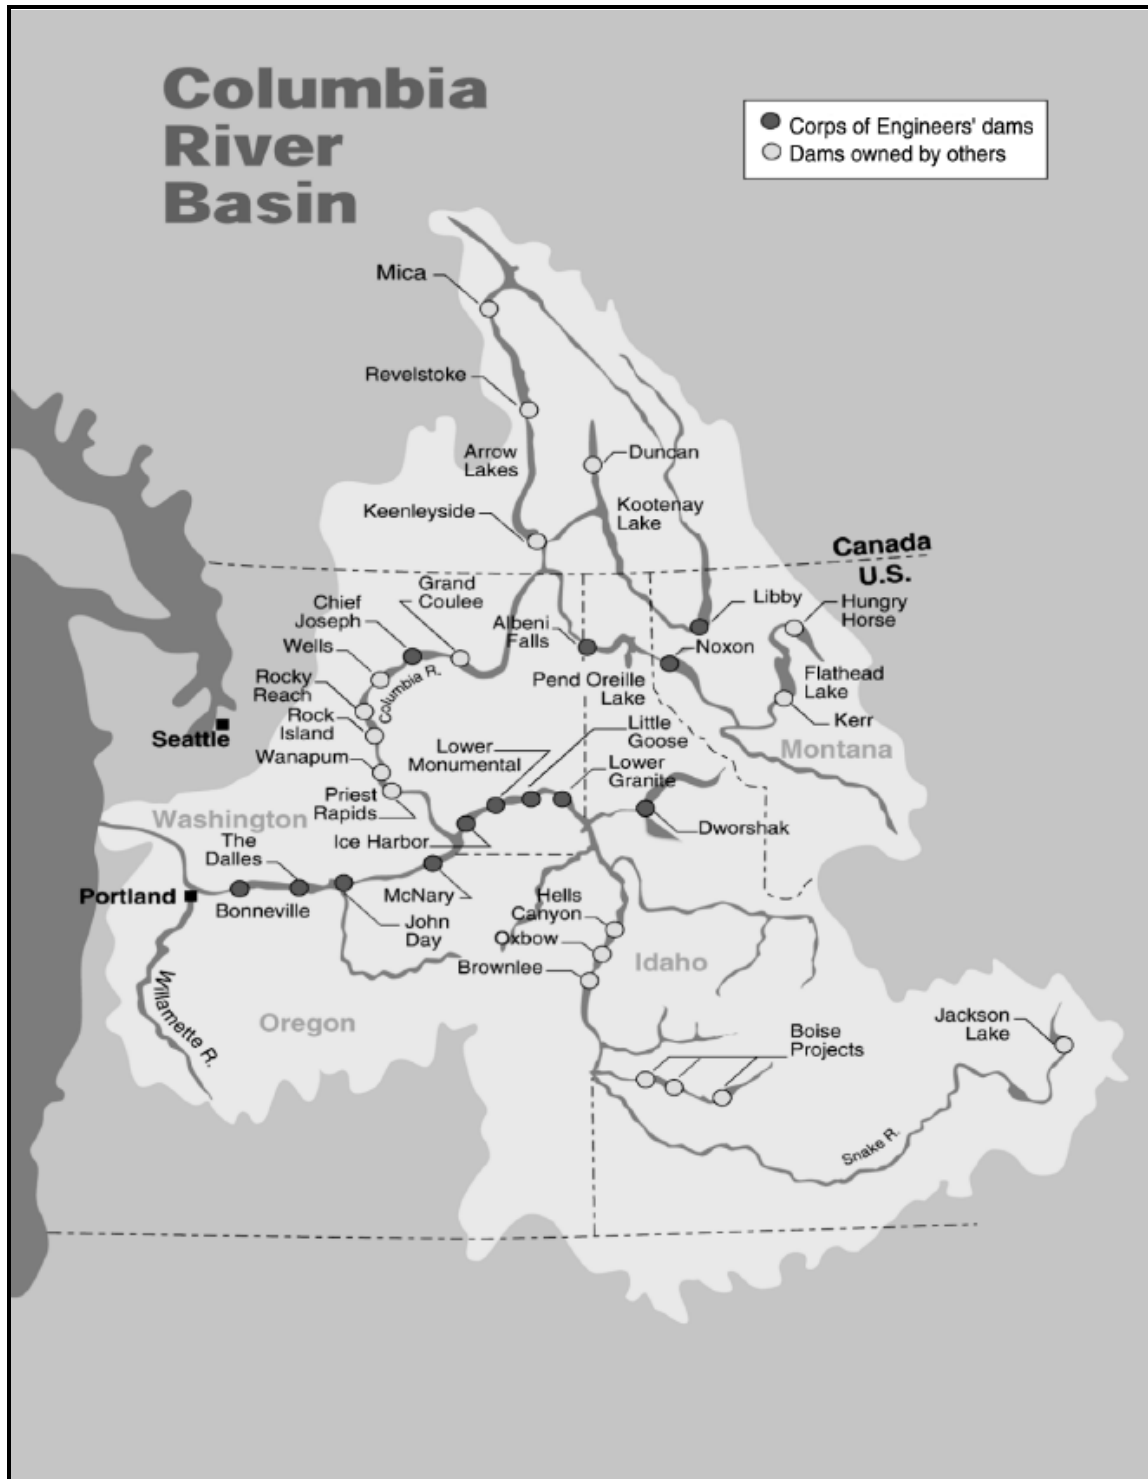 Columbia
River
Basin
Corps of Engineers' dams
Dams owned by others
Mica
Revelstoke
Arrow
Lakes
Duncan
Keenleyside
Kootenay
Lake
Canada
U.S.
Grand
Coulee
Chief
Joseph
Albeni
Falls
Libby
Hungry
Horse
Wells
Noxon
Rocky
Reach
Columbia R.
Pend Oreille
Lake
Flathead
Lake
Rock
Island
Kerr
Seattle
Little
Goose
Montana
Wanapum
Lower
Monumental
Lower
Granite
Priest
Rapids
Washington
Ice Harbor
Dworshak
The
Dalles
Portland
Bonneville
McNary
John
Day
Hells
Canyon
Oxbow
Brownlee
Idaho
Willamette R.
Oregon
Boise
Projects
Jackson
Lake
Snake R.